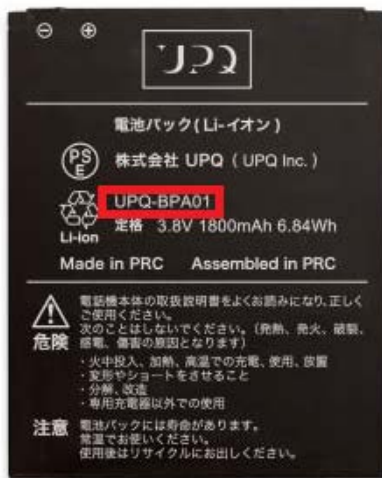 ⊖ ⊕
UPQ
電池パック(Li-イオン)
PS E 株式会社 UPQ ( UPQ Inc. )
UPQ-BPA01
Li-ion 定格 3.8V 1800mAh 6.84Wh
Made in PRC Assembled in PRC
危険 電話機本体の取扱説明書をよくお読みになり、正しく
ご使用ください。
次のことはしないでください。(発熱、発火、破裂、
感電、傷害の原因となります)
・火中投入、加熱、高温での充電、使用、放置
・変形やショートをさせること
・分解、改造
・専用充電器以外での使用
注意 電池パックには寿命があります。
常温でお使いください。
使用後はリサイクルにお出しください。